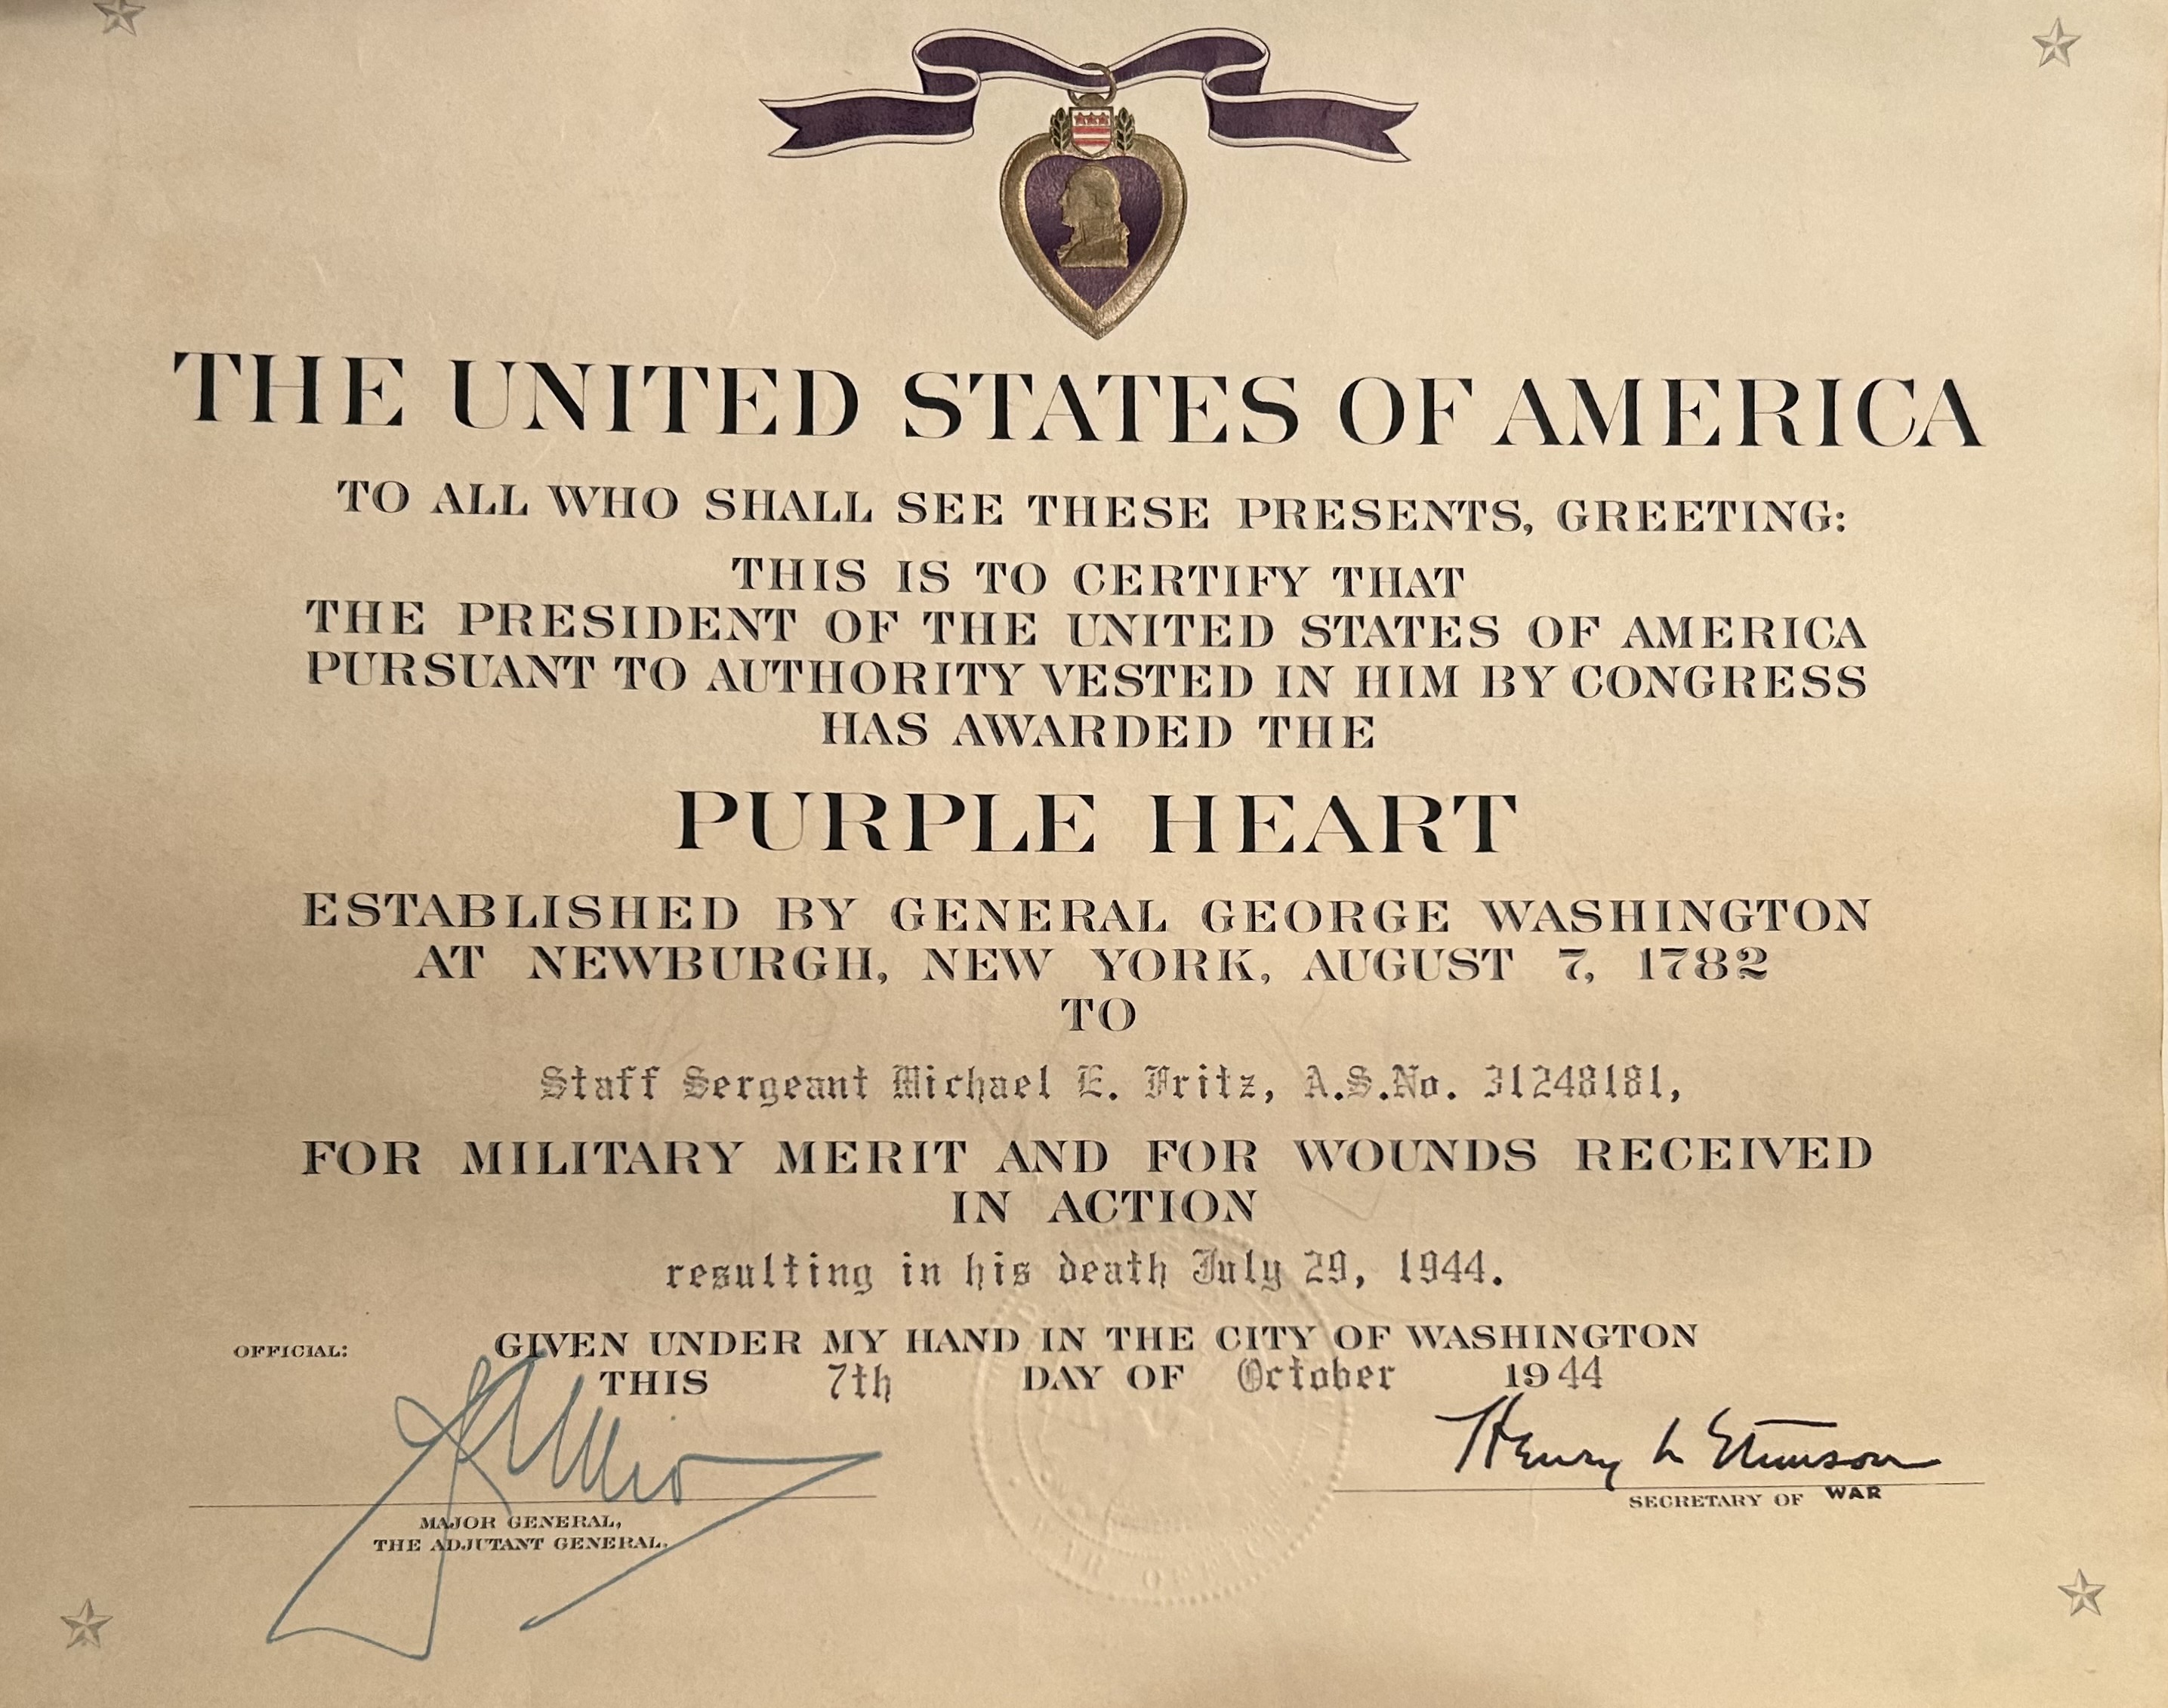 THE UNITED STATES OF AMERICA
TO ALL WHO SHALL SEE THESE PRESENTS, GREETING:
THIS IS TO CERTIFY THAT
THE PRESIDENT OF THE UNITED STATES OF AMERICA
PURSUANT TO AUTHORITY VESTED IN HIM BY CONGRESS
HAS AWARDED THE
PURPLE HEART
ESTABLISHED BY GENERAL GEORGE WASHINGTON
AT NEWBURGH, NEW YORK, AUGUST 7, 1782
TO
Staff Sergeant Michael E. Fritz, A.S.No. 31248181,
FOR MILITARY MERIT AND FOR WOUNDS RECEIVED
IN ACTION
resulting in his death July 29, 1944.
OFFICIAL: GIVEN UNDER MY HAND IN THE CITY OF WASHINGTON
THIS 7th DAY OF October 1944
Henry L Stimson
SECRETARY OF WAR
MAJOR GENERAL,
THE ADJUTANT GENERAL.